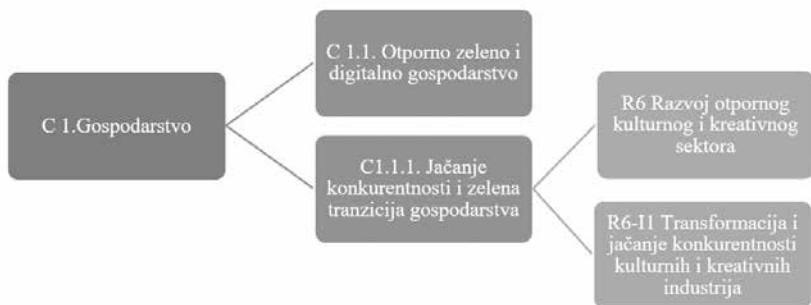 C 1.Gospodarstvo
C 1.1. Otporno zeleno i
digitalno gospodarstvo
C1.1.1. Jačanje
konkurentnosti i zelena
tranzicija gospodarstva
R6 Razvoj otpornog
kulturnog i kreativnog
sektora
R6-I1 Transformacija i
jačanje konkurentnosti
kulturnih i kreativnih
industrija